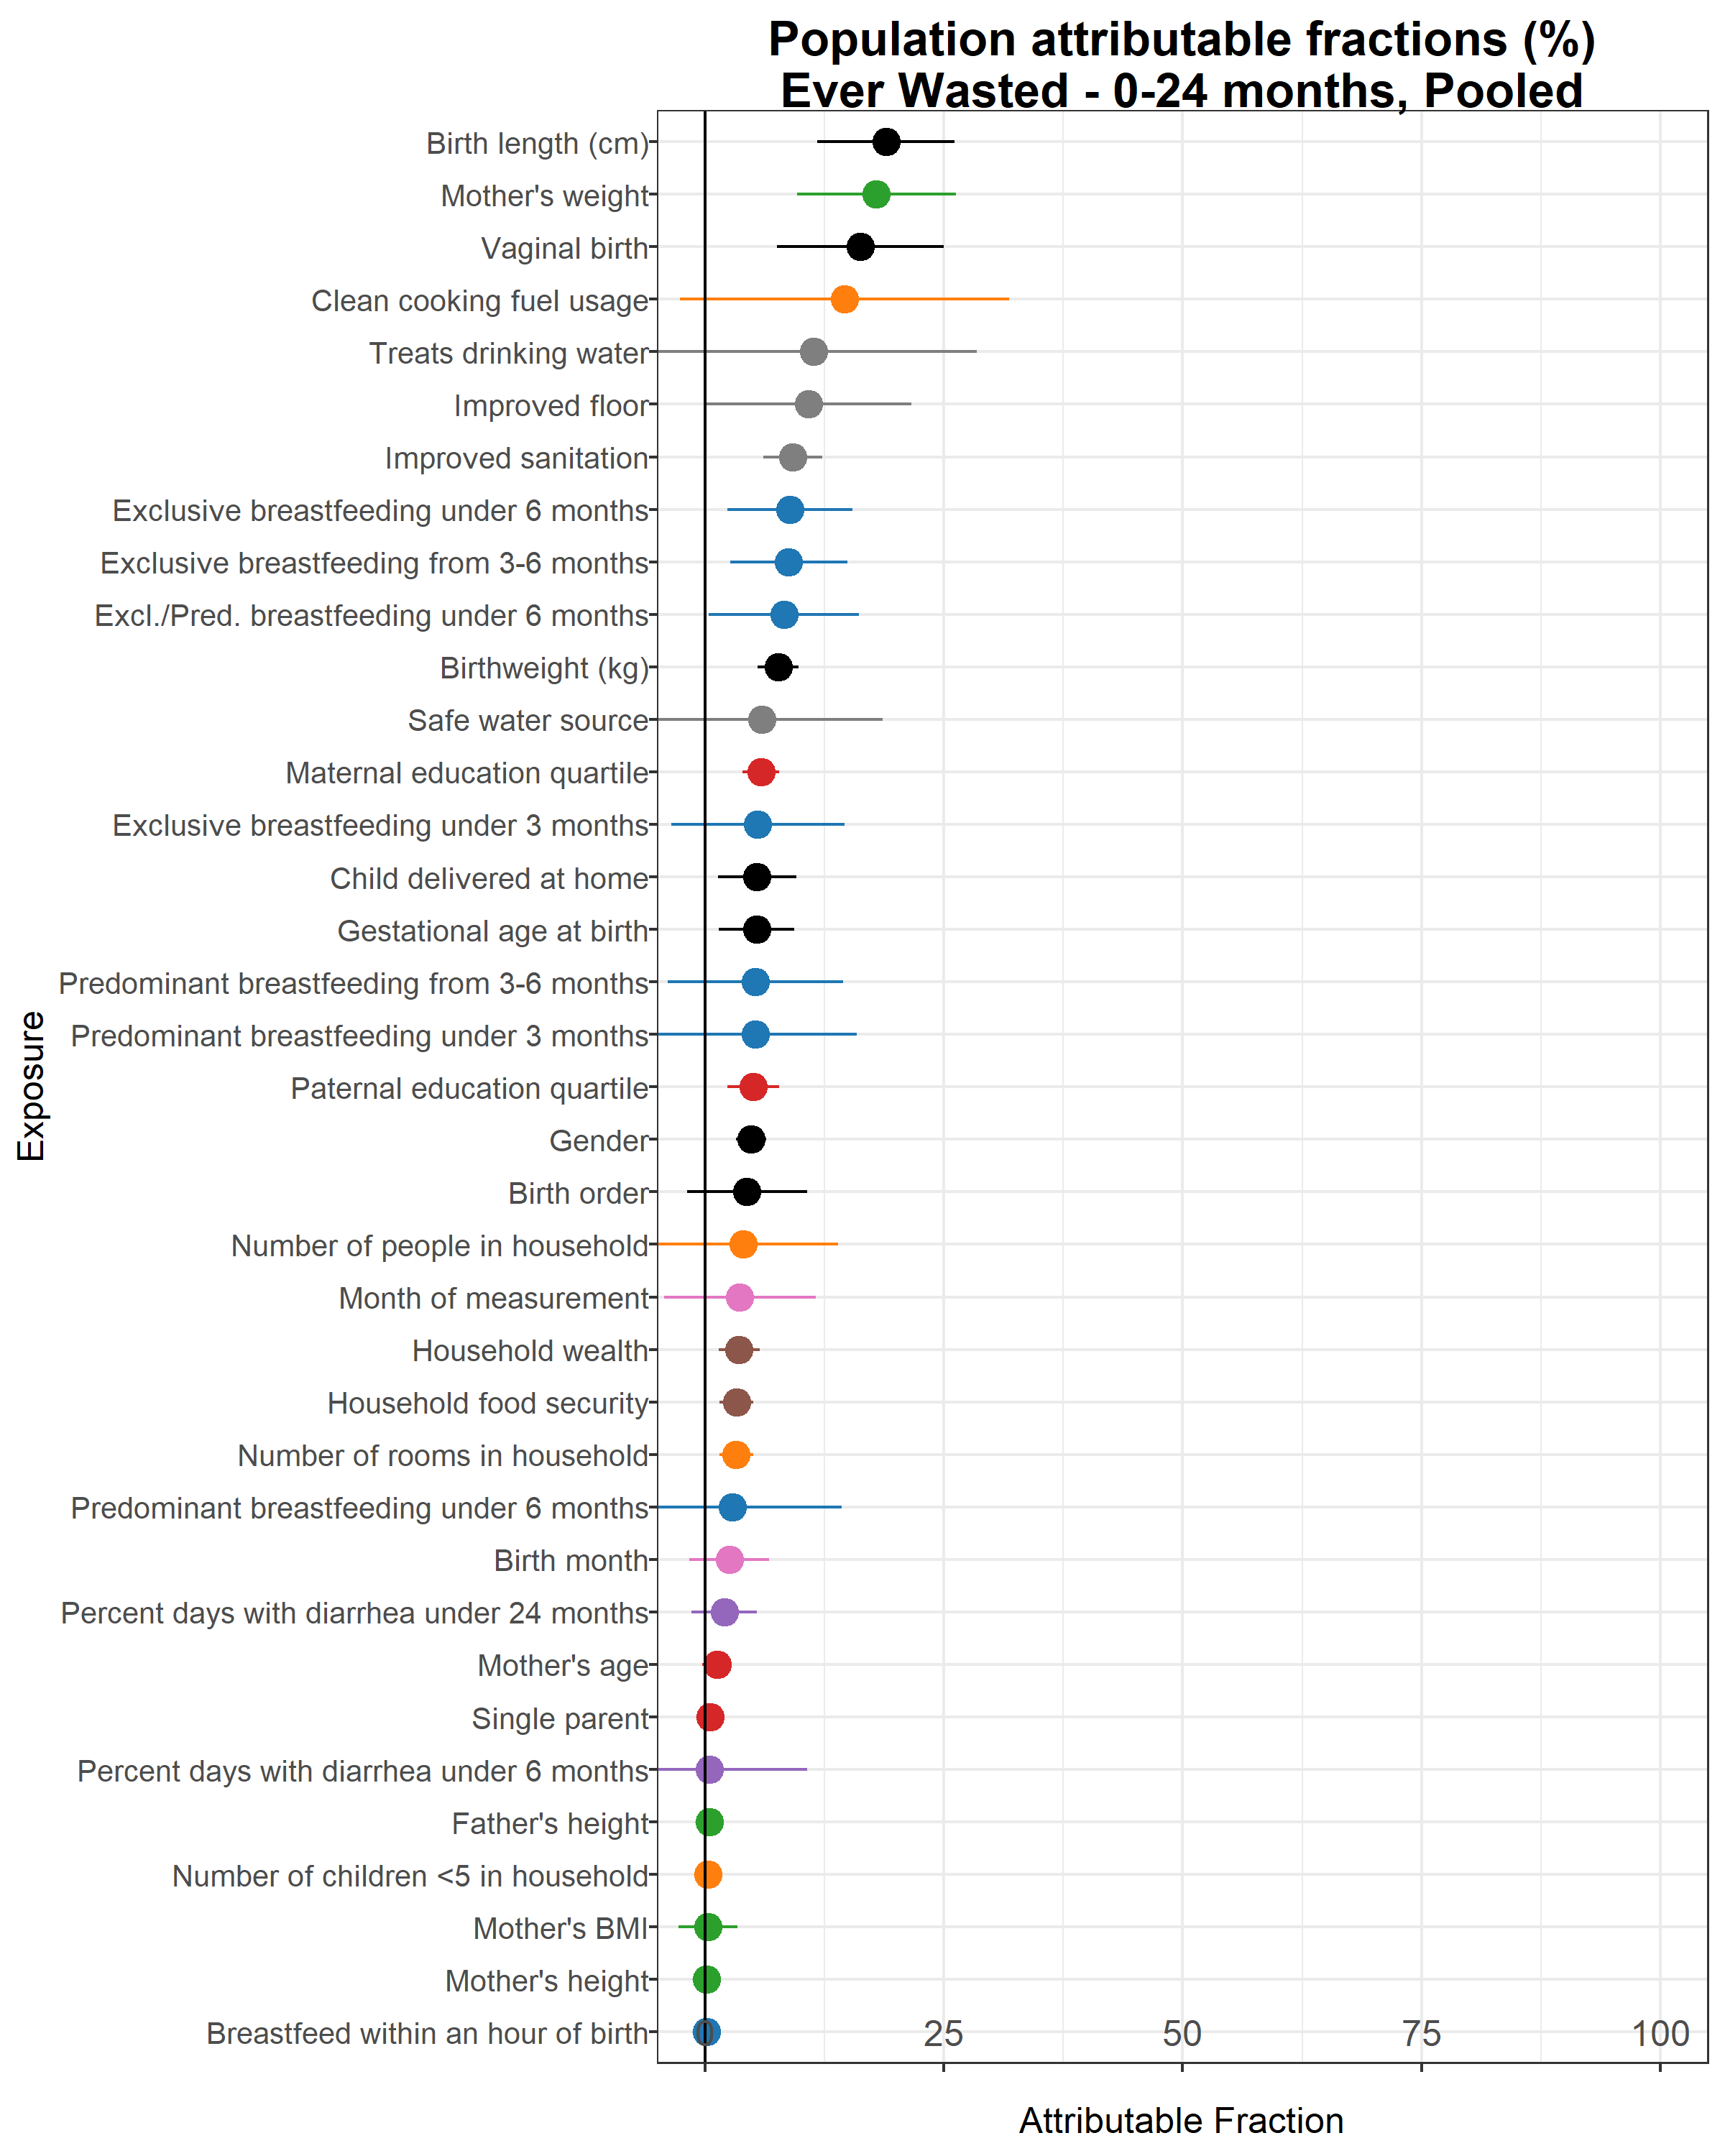 Population attributable fractions (%)
Ever Wasted - 0-24 months, Pooled
Exposure
Birth length (cm)
Mother's weight
Vaginal birth
Clean cooking fuel usage
Treats drinking water
Improved floor
Improved sanitation
Exclusive breastfeeding under 6 months
Exclusive breastfeeding from 3-6 months
Excl./Pred. breastfeeding under 6 months
Birthweight (kg)
Safe water source
Maternal education quartile
Exclusive breastfeeding under 3 months
Child delivered at home
Gestational age at birth
Predominant breastfeeding from 3-6 months
Predominant breastfeeding under 3 months
Paternal education quartile
Gender
Birth order
Number of people in household
Month of measurement
Household wealth
Household food security
Number of rooms in household
Predominant breastfeeding under 6 months
Birth month
Percent days with diarrhea under 24 months
Mother's age
Single parent
Percent days with diarrhea under 6 months
Father's height
Number of children <5 in household
Mother's BMI
Mother's height
Breastfeed within an hour of birth
0 25 50 75 100
Attributable Fraction